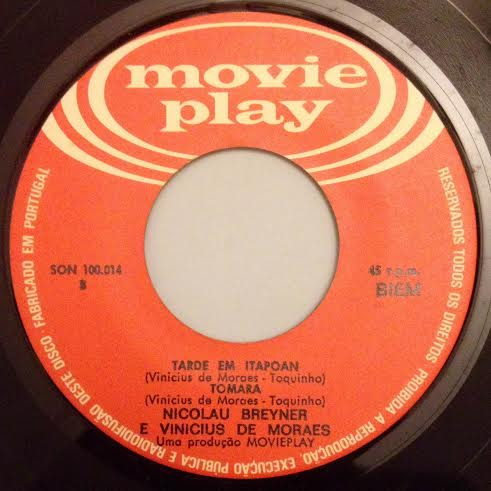 movie
play
SON 100.014
B
45 r.p.m.
BIEM
TARDE EM ITAPOAN
(Vinicius de Moraes - Toquinho)
TOMARA
(Vinicius de Moraes - Toquinho)
NICOLAU BREYNER
E VINICIUS DE MORAES
Uma produção MOVIEPLAY
RESERVADOS TODOS OS DIREITOS PROIBIDA A REPRODUÇÃO, EXECUÇÃO PÚBLICA E RADIODIFUSÃO DESTE DISCO FABRICADO EM PORTUGAL